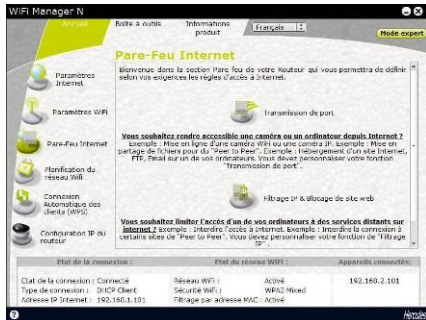 WiFi Manager N
Accueil
Boîte à outils
Informations
produit
Français
Mode expert
Pare-Feu Internet
Bienvenue dans la section Pare feu de votre Routeur qui vous permettra de définir
selon vos exigences les règles d'accès à Internet.
Paramètres
Internet
Paramètres WiFi
Pare-Feu Internet
Planification du
réseau Wifi
Connexion
Automatique des
clients (WPS)
Configuration IP du
routeur
Transmission de port
Vous souhaitez rendre accessible une caméra ou un ordinateur depuis Internet ?
Exemple : Mise en ligne d'une caméra WiFi ou une caméra IP. Exemple : Mise en
partage de fichiers pour du "Peer to Peer". Exemple : Hébergement d'un site Internet,
FTP, Email sur un de vos ordinateurs. Vous devez personnaliser votre fonction
"Transmission de port".
Filtrage IP & Blocage de site web
Vous souhaitez limiter l'accès d'un de vos ordinateurs à des services distants sur
internet ? Exemple : Interdire l'accès à Internet. Exemple : Interdire la connexion à
certains sites de "Peer to Peer". Vous devez personnaliser votre fonction de "Filtrage
IP".
Etat de la connexion :
Etat du réseau WiFi :
Appareils connectés:
Etat de la connexion : Connecté
Type de connexion : DHCP Client
Adresse IP Internet : 192.168.1.101
Réseau WiFi : Activé
Sécurité WiFi : WPA2 Mixed
Filtrage par adresse MAC : Activé
192.168.2.101
Hercules